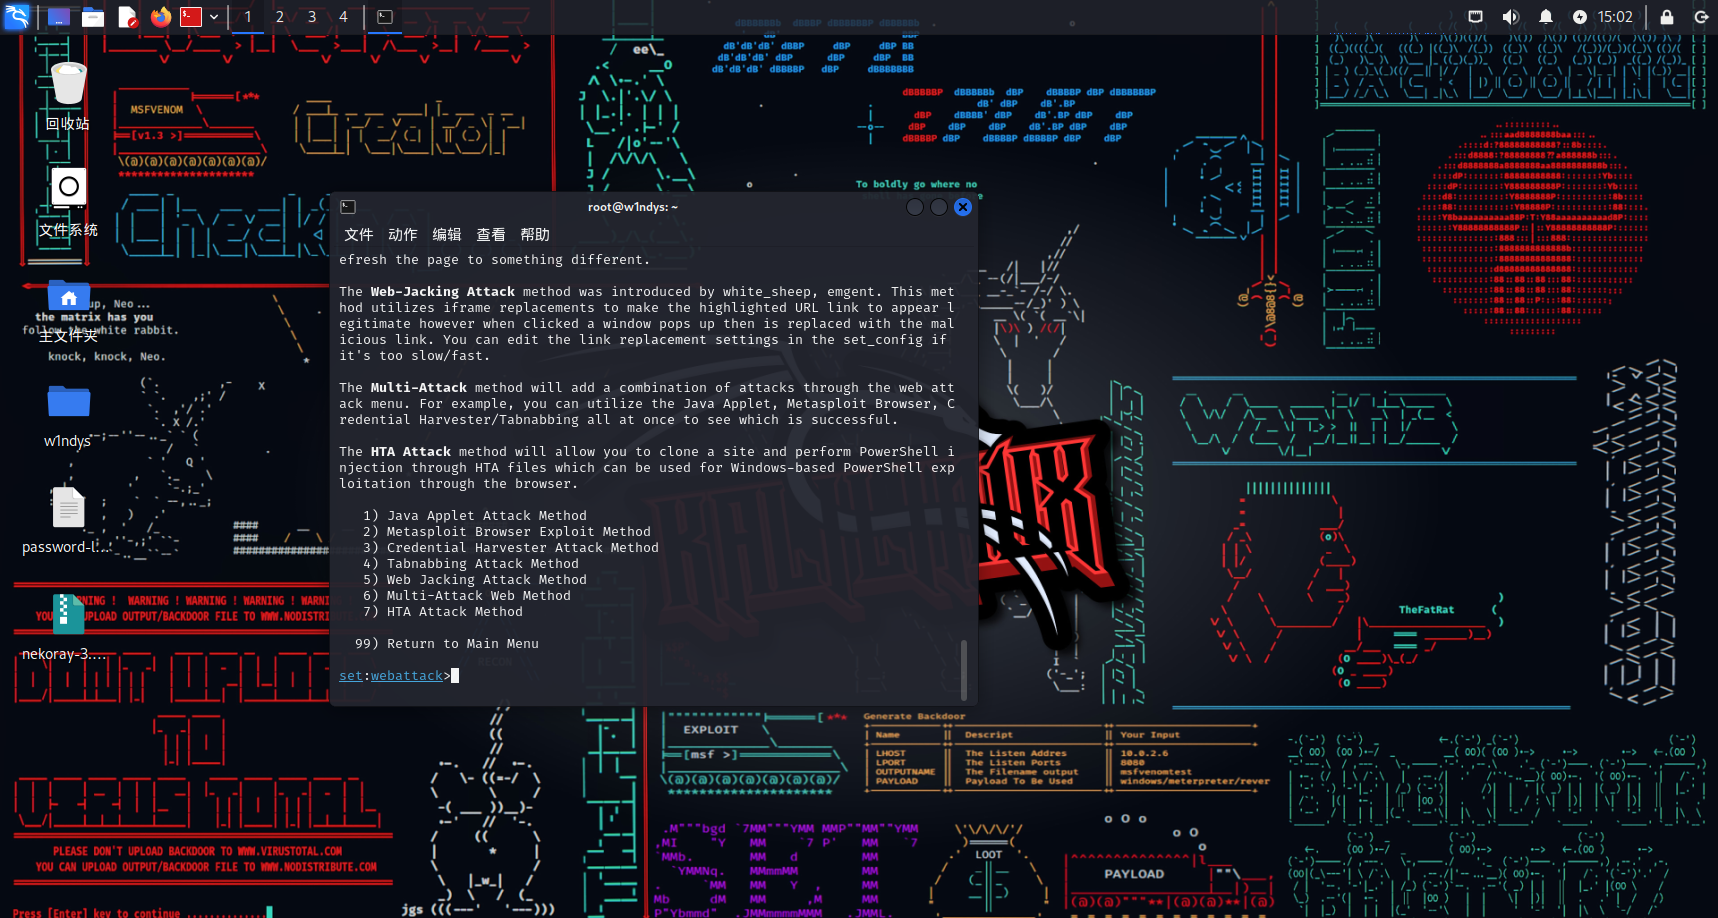 1 2 3 4
15:02
回收站
文件系统
up, Neo...
the matrix has you
follow the white rabbit.
主文件夹
knock, knock, Neo.
w1ndys
password-l...
nekoray-3....
MSFVENOM
[v1.3 >]
To boldly go where no
root@w1ndys: ~
文件 动作 编辑 查看 帮助
efresh the page to something different.
The Web-Jacking Attack method was introduced by white_sheep, emgent. This met
hod utilizes iframe replacements to make the highlighted URL link to appear l
egitimate however when clicked a window pops up then is replaced with the mal
icious link. You can edit the link replacement settings in the set_config if
it's too slow/fast.
The Multi-Attack method will add a combination of attacks through the web att
ack menu. For example, you can utilize the Java Applet, Metasploit Browser, C
redential Harvester/Tabnabbing all at once to see which is successful.
The HTA Attack method will allow you to clone a site and perform PowerShell i
njection through HTA files which can be used for Windows-based PowerShell exp
loitation through the browser.
1) Java Applet Attack Method
2) Metasploit Browser Exploit Method
3) Credential Harvester Attack Method
4) Tabnabbing Attack Method
5) Web Jacking Attack Method
6) Multi-Attack Web Method
7) HTA Attack Method
99) Return to Main Menu
set:webattack>
WARNING ! WARNING ! WARNING ! WARNING ! WARN
UPLOAD OUTPUT/BACKDOOR FILE TO WWW.NODISTRIBUTE
PLEASE DON'T UPLOAD BACKDOOR TO WWW.VIRUSTOTAL.COM
YOU CAN UPLOAD OUTPUT/BACKDOOR FILE TO WWW.NODISTRIBUTE.COM
Press [Enter] key to continue
jgs
EXPLOIT
[msf >]
Generate Backdoor
Name Descript Your Input
LHOST The Listen Addres 10.0.2.6
LPORT The Listen Ports 8080
OUTPUTNAME The Filename output msfvenomtest
PAYLOAD Payload To Be Used windows/meterpreter/rever
LOOT
PAYLOAD
TheFatRat